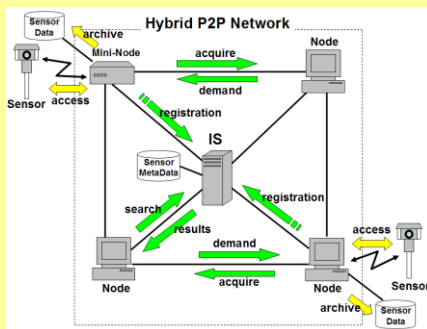 Hybrid P2P Network
Sensor
Data
archive
Mini-Node
acquire
Node
demand
Sensor
access
registration
IS
Sensor
MetaData
registration
search
access
results
demand
Sensor
acquire
Node
Node
archive
Sensor
Data